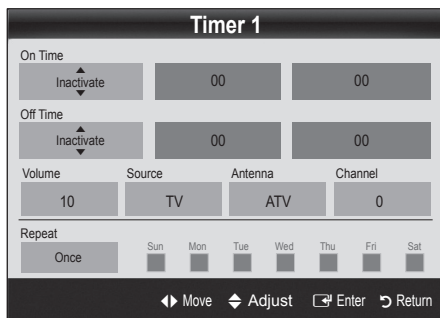 Timer 1
On Time
Inactivate 00 00
Off Time
Inactivate 00 00
Volume Source Antenna Channel
10 TV ATV 0
Repeat
Once Sun Mon Tue Wed Thu Fri Sat
Move Adjust Enter Return